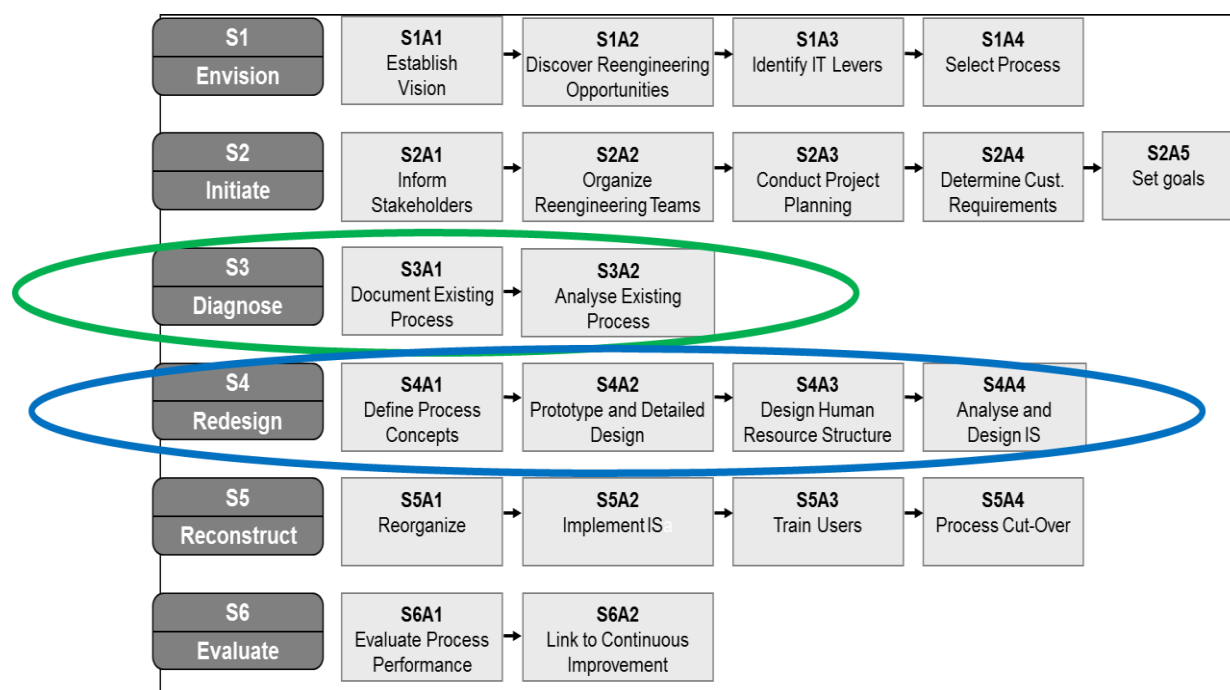 S1
Envision
S1A1
Establish
Vision
S1A2
Discover Reengineering
Opportunities
S1A3
Identify IT Levers
S1A4
Select Process
S2
Initiate
S2A1
Inform
Stakeholders
S2A2
Organize
Reengineering Teams
S2A3
Conduct Project
Planning
S2A4
Determine Cust.
Requirements
S2A5
Set goals
S3
Diagnose
S3A1
Document Existing
Process
S3A2
Analyse Existing
Process
S4
Redesign
S4A1
Define Process
Concepts
S4A2
Prototype and Detailed
Design
S4A3
Design Human
Resource Structure
S4A4
Analyse and
Design IS
S5
Reconstruct
S5A1
Reorganize
S5A2
Implement IS
S5A3
Train Users
S5A4
Process Cut-Over
S6
Evaluate
S6A1
Evaluate Process
Performance
S6A2
Link to Continuous
Improvement